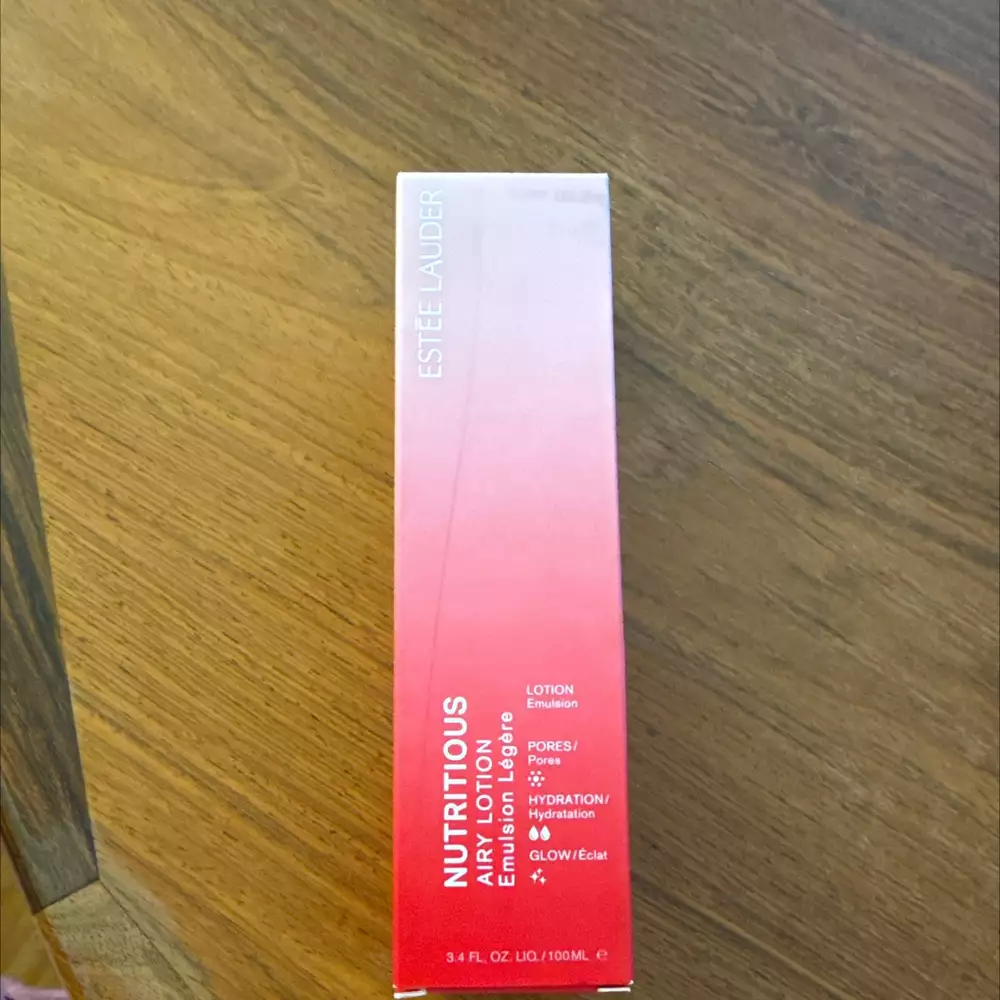 ESTĒE LAUDER
NUTRITIOUS
AIRY LOTION
Emulsion Légère
LOTION
Emulsion
PORES/
Pores
HYDRATION/
Hydratation
GLOW/Éclat
3.4 FL. OZ. LIQ./100ML ℮